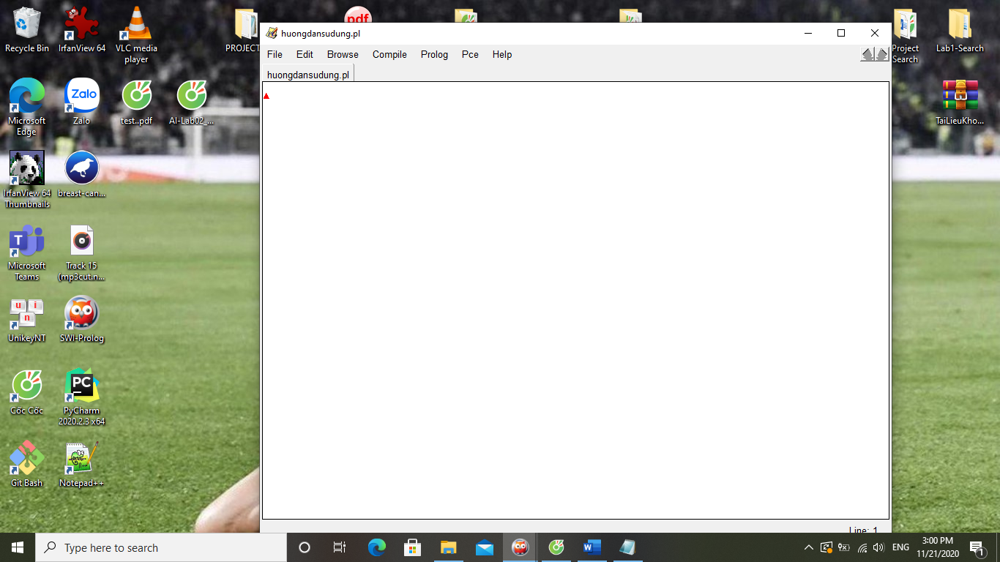 pdf
huongdansudung.pl
File Edit Browse Compile Prolog Pce Help
huongdansudung.pl
Line: 1
Recycle Bin
IrfanView 64
VLC media
player
PROJECT
Project
Search
Lab1-Search
Microsoft
Edge
Zalo
Zalo
test..pdf
AI-Lab02_...
TaiLieuKho...
IrfanView 64
Thumbnails
breast-can...
T
Microsoft
Teams
Track 15
(mp3cut.n...
u i
n
UnikeyNT
SWI-Prolog
Cốc Cốc
PC
PyCharm
2020.2.3 x64
Git Bash
Notepad++
Type here to search
W
ENG
3:00 PM
11/21/2020
1